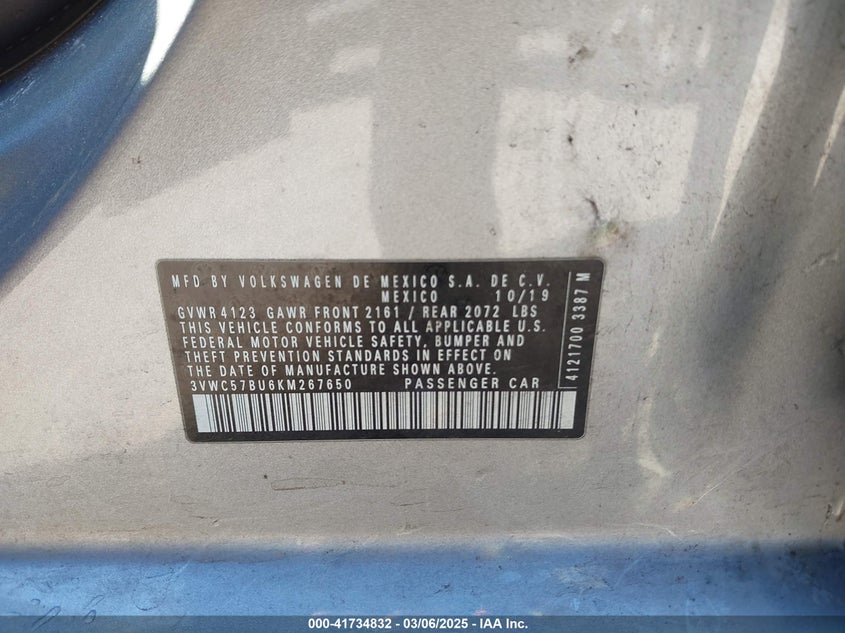 MFD BY VOLKSWAGEN DE MEXICO S.A. DE C.V.
MEXICO 10/19
GVWR 4123 GAWR FRONT 2161 / REAR 2072 LBS
THIS VEHICLE CONFORMS TO ALL APPLICABLE U.S.
FEDERAL MOTOR VEHICLE SAFETY, BUMPER AND
THEFT PREVENTION STANDARDS IN EFFECT ON
THE DATE OF MANUFACTURE SHOWN ABOVE.
3VWC57BU6KM267650 PASSENGER CAR
4121700 3387 M
000-41734832 - 03/06/2025 - IAA Inc.